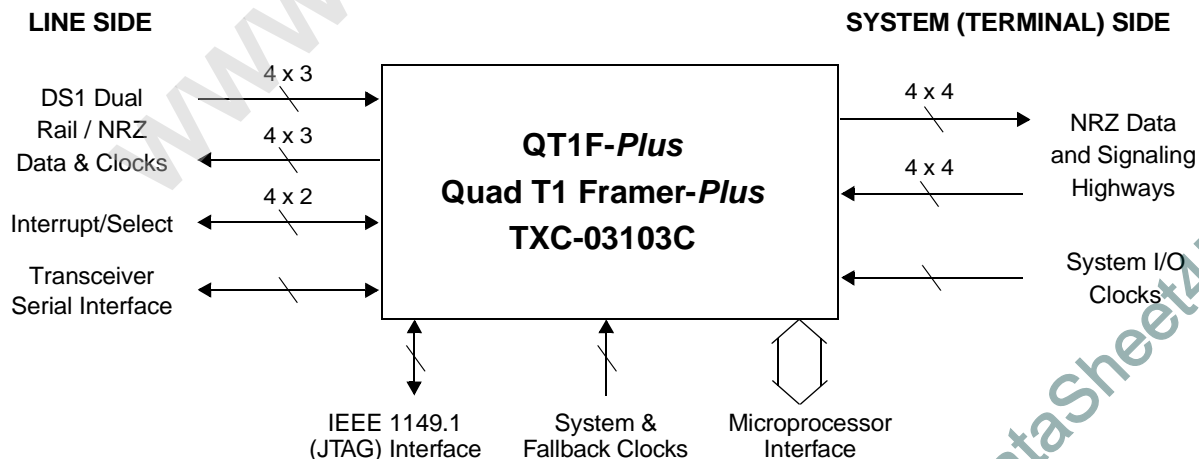 LINE SIDE
SYSTEM (TERMINAL) SIDE
DS1 Dual
Rail / NRZ
Data & Clocks
4 x 3
4 x 3
Interrupt/Select
4 x 2
Transceiver
Serial Interface
QT1F-Plus
Quad T1 Framer-Plus
TXC-03103C
4 x 4
4 x 4
NRZ Data
and Signaling
Highways
System I/O
Clocks
IEEE 1149.1
(JTAG) Interface
System &
Fallback Clocks
Microprocessor
Interface